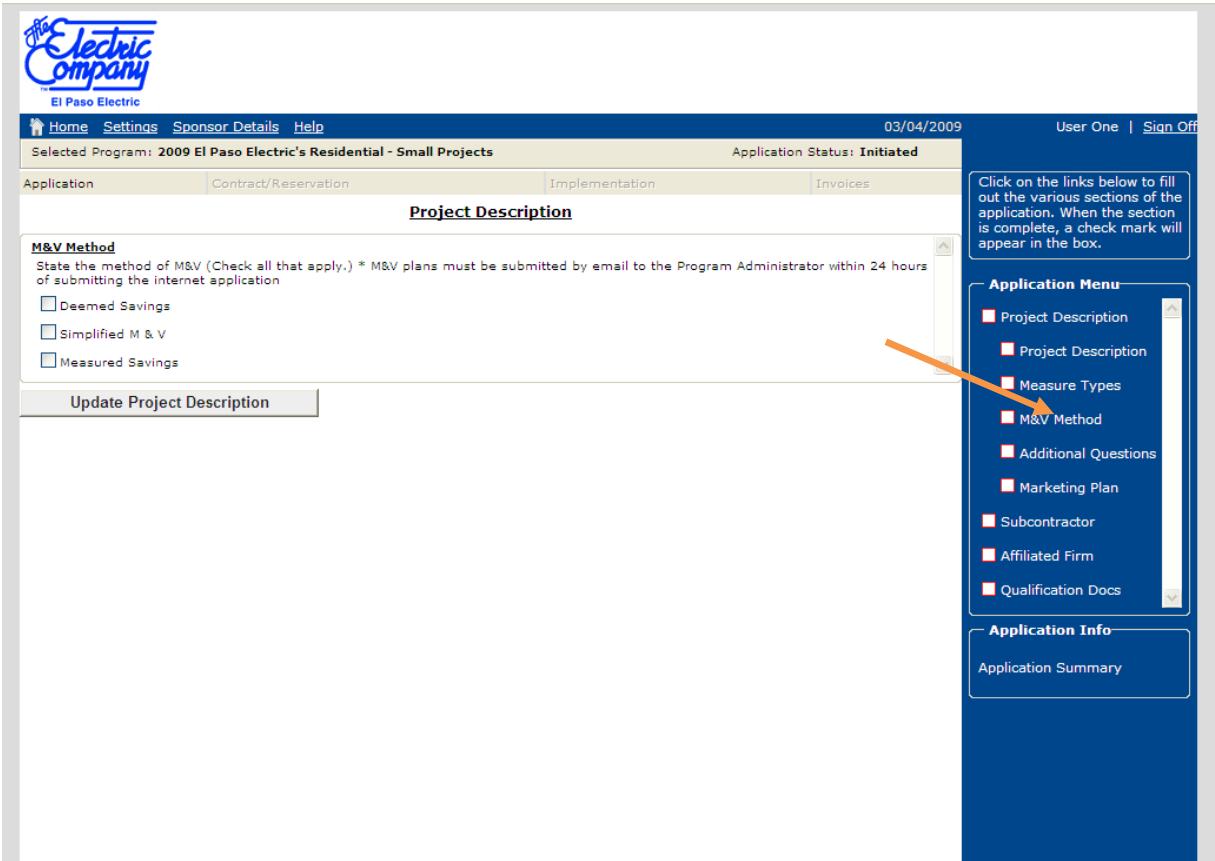 The
Electric
Company
TM
El Paso Electric
Home Settings Sponsor Details Help 03/04/2009 User One | Sign Off
Selected Program: 2009 El Paso Electric's Residential - Small Projects Application Status: Initiated
Application Contract/Reservation Implementation Invoices
Project Description
M&V Method
State the method of M&V (Check all that apply.) * M&V plans must be submitted by email to the Program Administrator within 24 hours
of submitting the internet application
Deemed Savings
Simplified M & V
Measured Savings
Update Project Description
Click on the links below to fill
out the various sections of the
application. When the section
is complete, a check mark will
appear in the box.
Application Menu
Project Description
Project Description
Measure Types
M&V Method
Additional Questions
Marketing Plan
Subcontractor
Affiliated Firm
Qualification Docs
Application Info
Application Summary